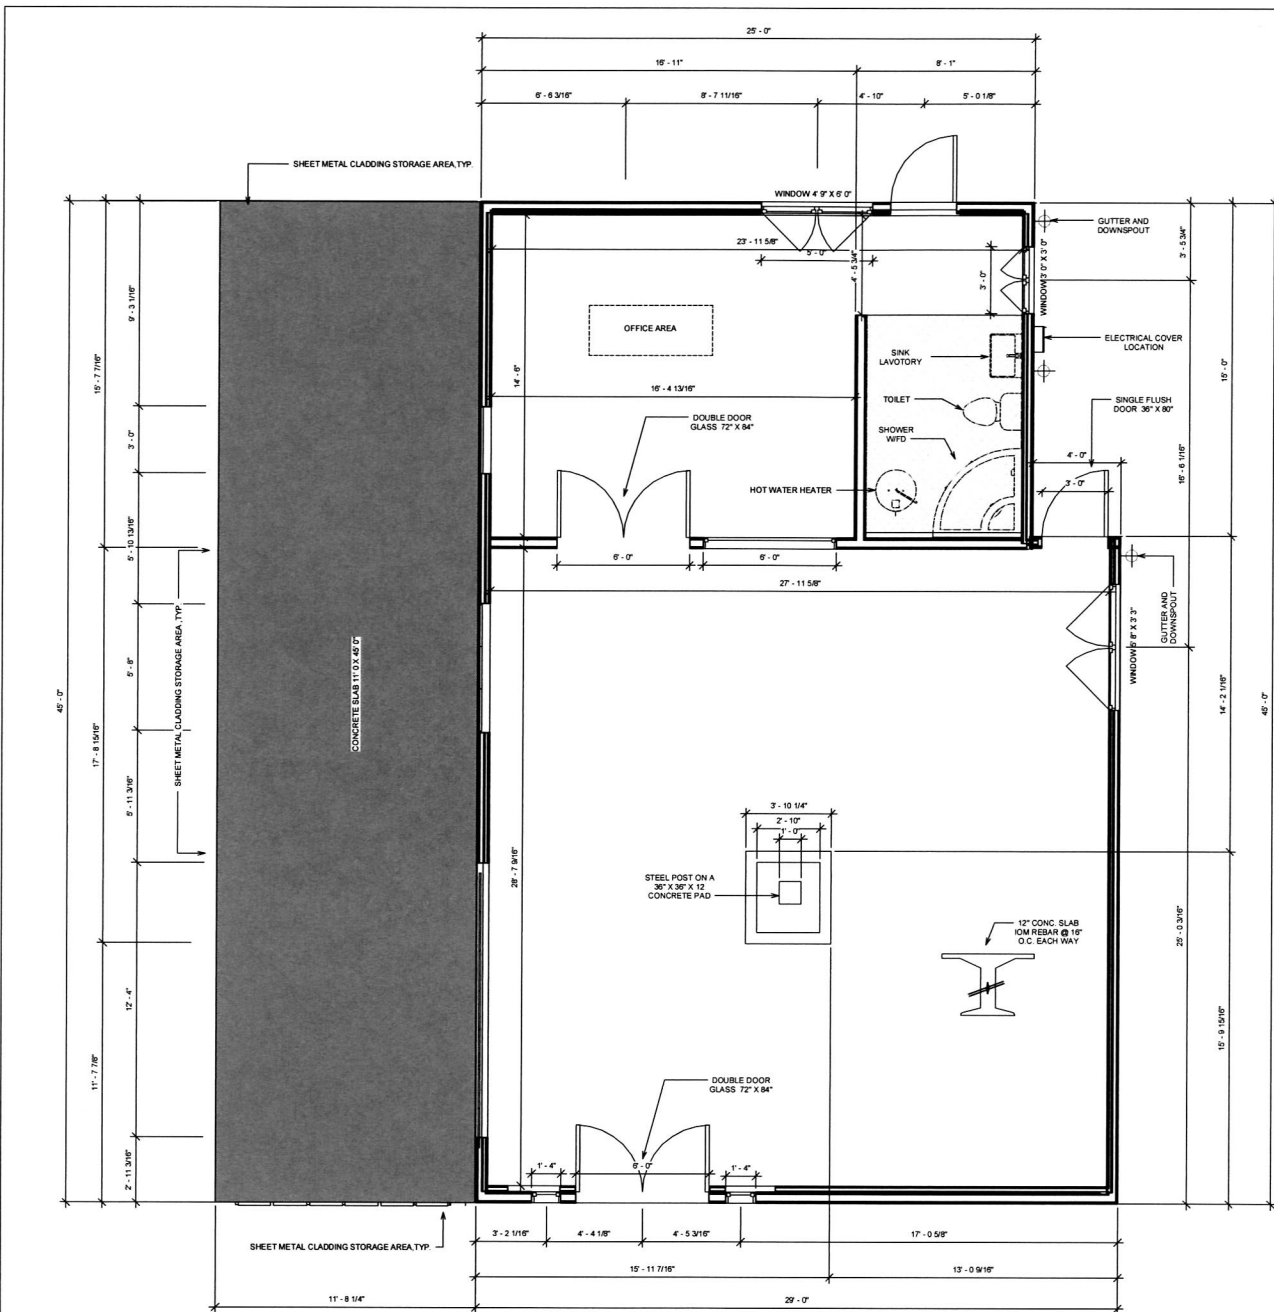 25' - 0"
16' - 11"
8' - 1"
6' - 6 3/16"
8' - 7 11/16"
4' - 10"
5' - 0 1/8"
SHEET METAL CLADDING STORAGE AREA,TYP.
WINDOW 4' 9" X 6' 0"
GUTTER AND
DOWNSPOUT
3' - 5 3/4"
23' - 11 5/8"
5' - 0"
4' - 5 3/4"
3' - 0"
WINDOW 3' 0" X 3' 0"
9' - 3 1/16"
15' - 7 7/16"
OFFICE AREA
14' - 6"
SINK
LAVOTORY
ELECTRICAL COVER
LOCATION
15' - 0"
16' - 4 13/16"
TOILET
SINGLE FLUSH
DOOR 36" X 80"
DOUBLE DOOR
GLASS 72" X 84"
SHOWER
W/FD
3' - 0"
4' - 0"
16' - 6 1/16"
HOT WATER HEATER
3' - 0"
5' - 10 13/16"
6' - 0"
6' - 0"
27' - 11 5/8"
GUTTER AND
DOWNSPOUT
SHEET METAL CLADDING STORAGE AREA ,TYP.
CONCRETE SLAB 11' 0 X 45' 0"
WINDOW 5' 8" X 3' 3"
5' - 8"
45' - 0"
14' - 2 1/16"
45' - 0"
17' - 8 15/16"
5' - 11 3/16"
3' - 10 1/4"
2' - 10"
1' - 0"
28' - 7 9/16"
STEEL POST ON A
36" X 36" X 12
CONCRETE PAD
12" CONC. SLAB
IOM REBAR @ 16"
O.C. EACH WAY
25' - 0 3/16"
12' - 4"
15' - 9 15/16"
11' - 7 7/8"
DOUBLE DOOR
GLASS 72" X 84"
2' - 11 3/16"
1' - 4"
6' - 0"
1' - 4"
SHEET METAL CLADDING STORAGE AREA,TYP.
3' - 2 1/16"
4' - 4 1/8"
4' - 5 3/16"
17' - 0 5/8"
15' - 11 7/16"
13' - 0 9/16"
11' - 8 1/4"
29' - 0"